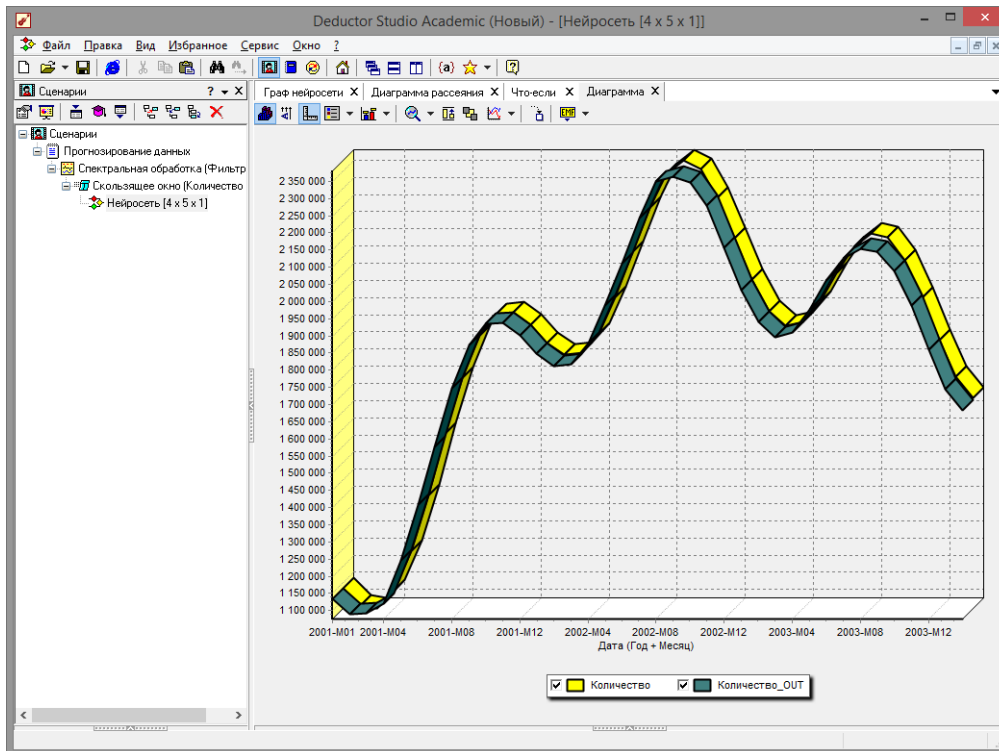 Deductor Studio Academic (Новый) - [Нейросеть [4 x 5 x 1]]
Файл Правка Вид Избранное Сервис Окно ?
Сценарии
Граф нейросети Диаграмма рассеяния Что-если Диаграмма
Сценарии
Прогнозирование данных
Спектральная обработка (Фильтр
Скользящее окно (Количество
Нейросеть [4 x 5 x 1]
2 350 000
2 300 000
2 250 000
2 200 000
2 150 000
2 100 000
2 050 000
2 000 000
1 950 000
1 900 000
1 850 000
1 800 000
1 750 000
1 700 000
1 650 000
1 600 000
1 550 000
1 500 000
1 450 000
1 400 000
1 350 000
1 300 000
1 250 000
1 200 000
1 150 000
1 100 000
2001-M01 2001-M04 2001-M08 2001-M12 2002-M04 2002-M08 2002-M12 2003-M04 2003-M08 2003-M12
Дата (Год + Месяц)
Количество Количество_OUT